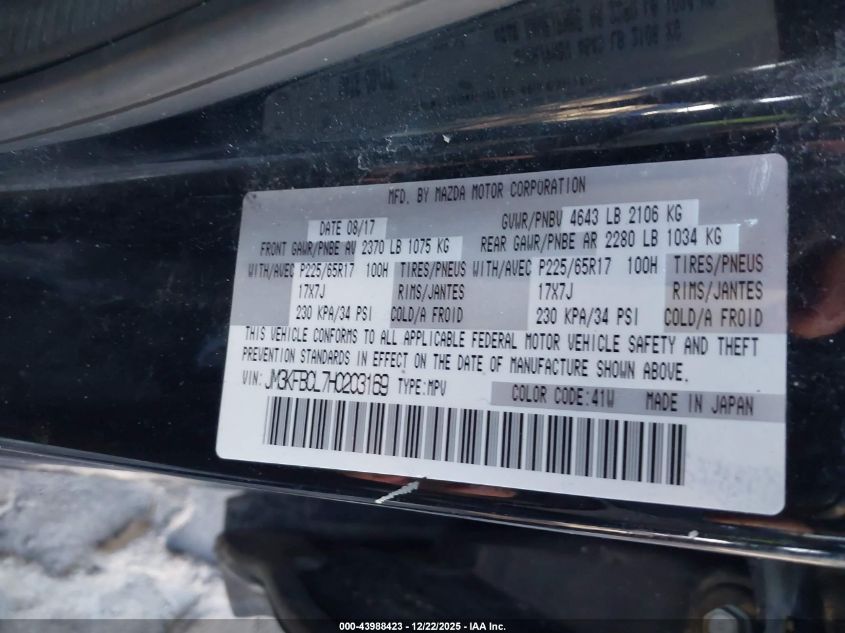 MFD. BY MAZDA MOTOR CORPORATION
DATE 08/17 GVWR/PNBV 4643 LB 2106 KG
FRONT GAWR/PNBE AV 2370 LB 1075 KG REAR GAWR/PNBE AR 2280 LB 1034 KG
WITH/AVEC P225/65R17 100H TIRES/PNEUS WITH/AVEC P225/65R17 100H TIRES/PNEUS
17X7J RIMS/JANTES 17X7J RIMS/JANTES
230 KPA/34 PSI COLD/A FROID 230 KPA/34 PSI COLD/A FROID
THIS VEHICLE CONFORMS TO ALL APPLICABLE FEDERAL MOTOR VEHICLE SAFETY AND THEFT
PREVENTION STANDARDS IN EFFECT ON THE DATE OF MANUFACTURE SHOWN ABOVE.
VIN: JM3KFBCL7H0203169 TYPE:MPV COLOR CODE:41W MADE IN JAPAN
000-43988423 - 12/22/2025 - IAA Inc.